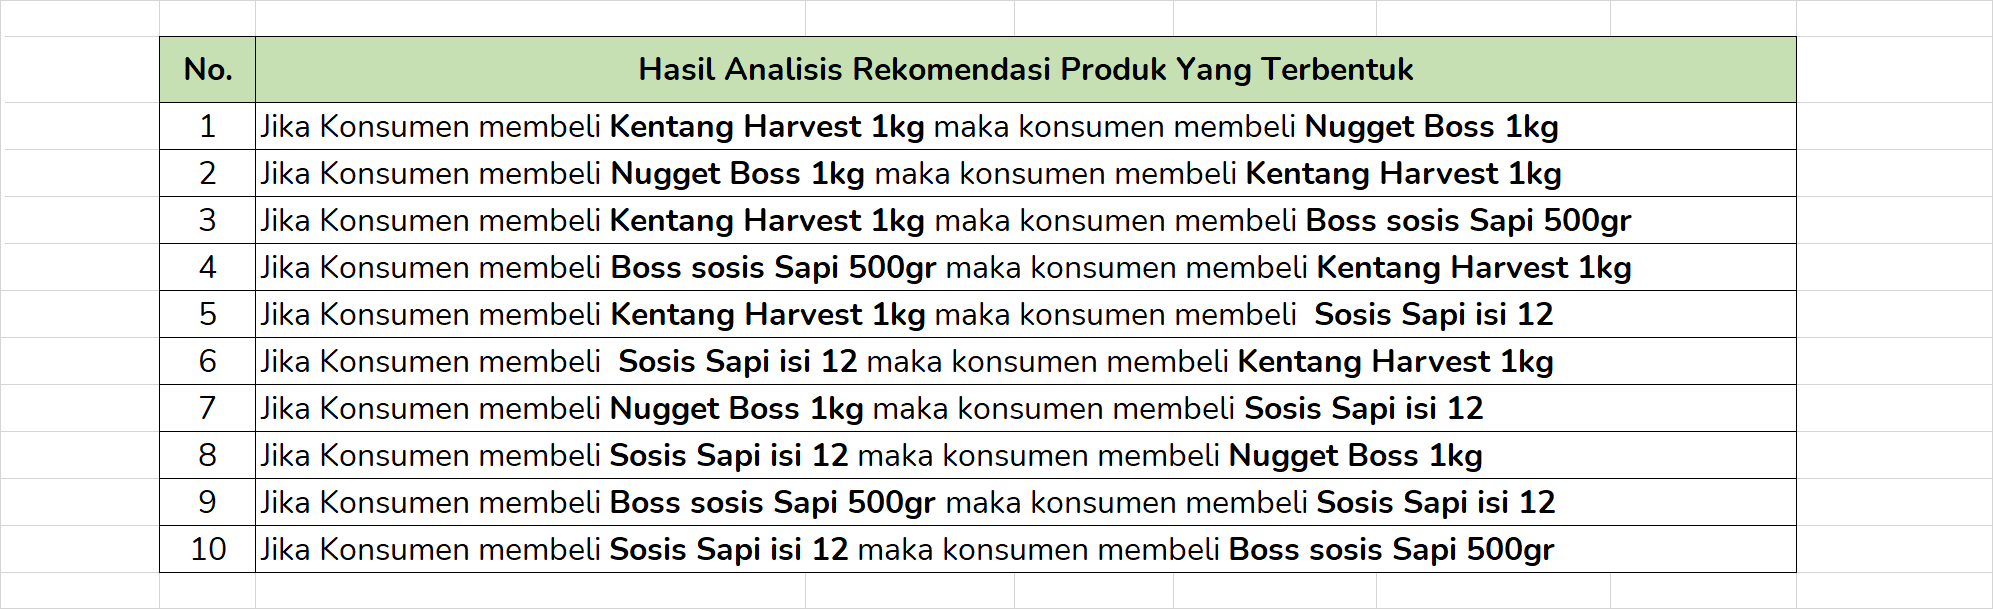 No. Hasil Analisis Rekomendasi Produk Yang Terbentuk
1 Jika Konsumen membeli Kentang Harvest 1kg maka konsumen membeli Nugget Boss 1kg
2 Jika Konsumen membeli Nugget Boss 1kg maka konsumen membeli Kentang Harvest 1kg
3 Jika Konsumen membeli Kentang Harvest 1kg maka konsumen membeli Boss sosis Sapi 500gr
4 Jika Konsumen membeli Boss sosis Sapi 500gr maka konsumen membeli Kentang Harvest 1kg
5 Jika Konsumen membeli Kentang Harvest 1kg maka konsumen membeli  Sosis Sapi isi 12
6 Jika Konsumen membeli  Sosis Sapi isi 12 maka konsumen membeli Kentang Harvest 1kg
7 Jika Konsumen membeli Nugget Boss 1kg maka konsumen membeli Sosis Sapi isi 12
8 Jika Konsumen membeli Sosis Sapi isi 12 maka konsumen membeli Nugget Boss 1kg
9 Jika Konsumen membeli Boss sosis Sapi 500gr maka konsumen membeli Sosis Sapi isi 12
10 Jika Konsumen membeli Sosis Sapi isi 12 maka konsumen membeli Boss sosis Sapi 500gr